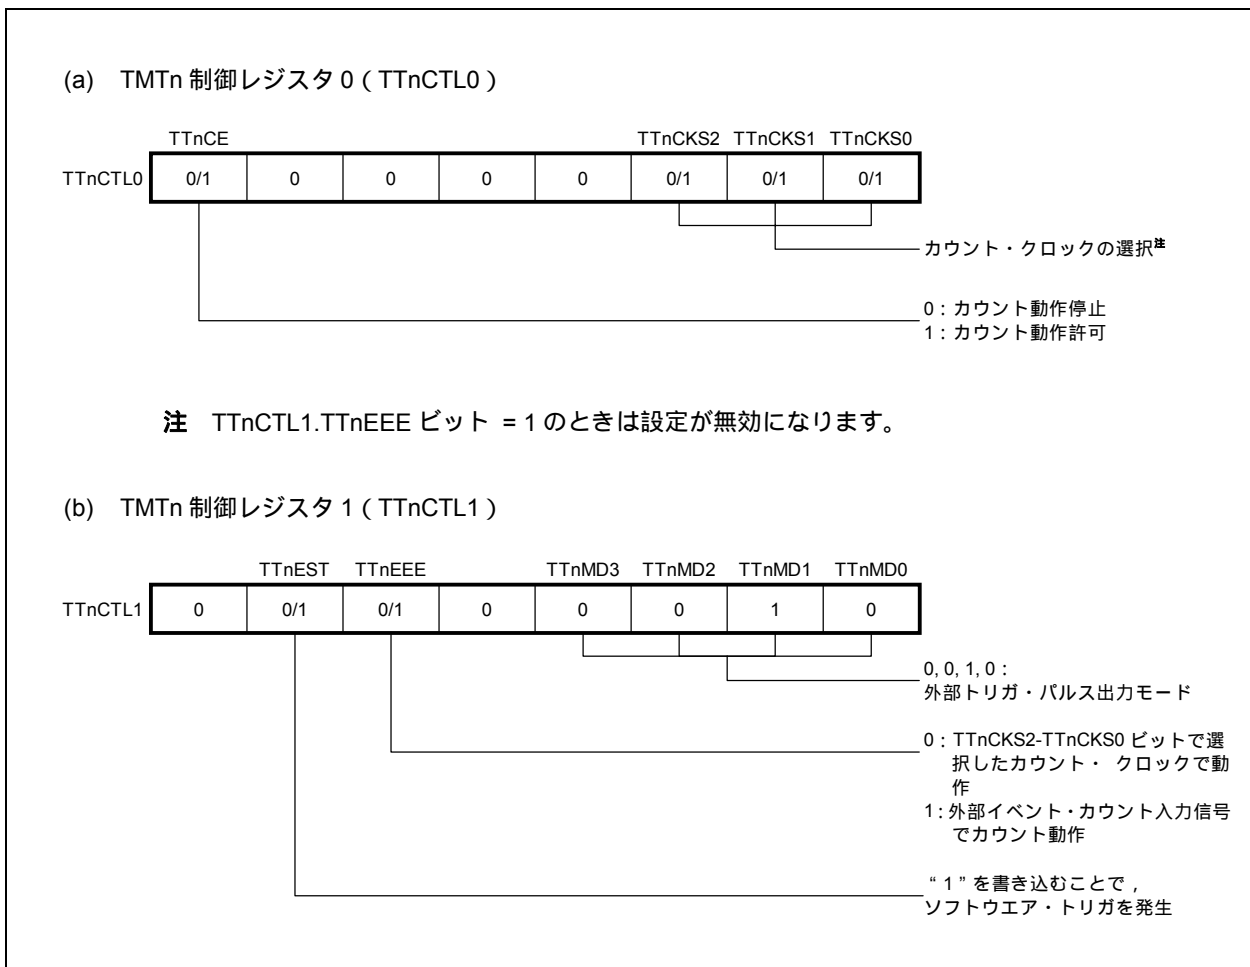 (a) TMTn 制御レジスタ 0 ( TTnCTL0 )
TTnCE TTnCKS2 TTnCKS1 TTnCKS0
TTnCTL0 0/1 0 0 0 0 0/1 0/1 0/1
カウント・クロックの選択注
0 : カウント動作停止
1 : カウント動作許可
注 TTnCTL1.TTnEEE ビット = 1 のときは設定が無効になります。
(b) TMTn 制御レジスタ 1 ( TTnCTL1 )
TTnEST TTnEEE TTnMD3 TTnMD2 TTnMD1 TTnMD0
TTnCTL1 0 0/1 0/1 0 0 0 1 0
0, 0, 1, 0 :
外部トリガ・パルス出力モード
0 : TTnCKS2-TTnCKS0 ビットで選
択したカウント・ クロックで動
作
1 : 外部イベント・カウント入力信号
でカウント動作
“ 1 ” を書き込むことで ,
ソフトウエア・トリガを発生